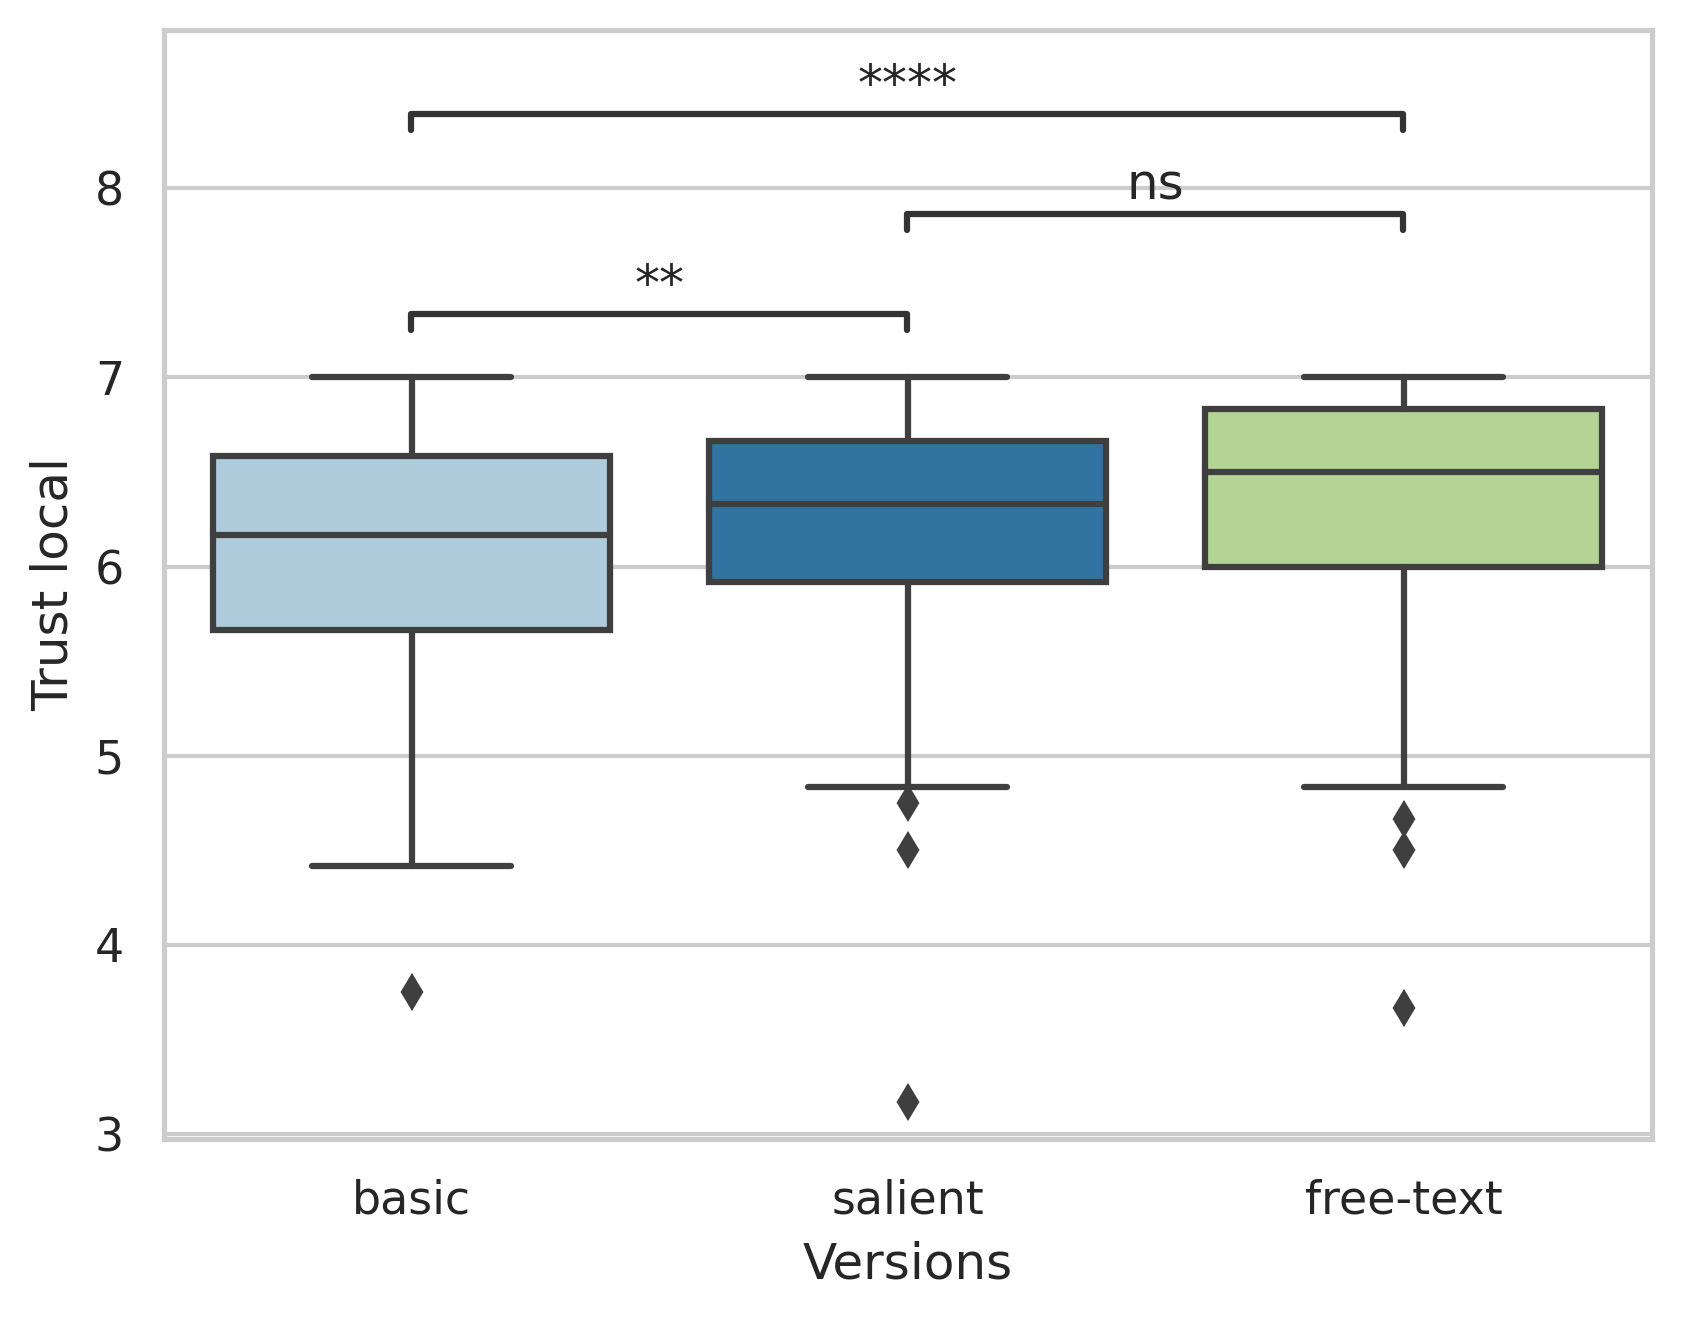 ****
8
ns
**
7
6
5
4
3
Trust local
basic salient free-text
Versions